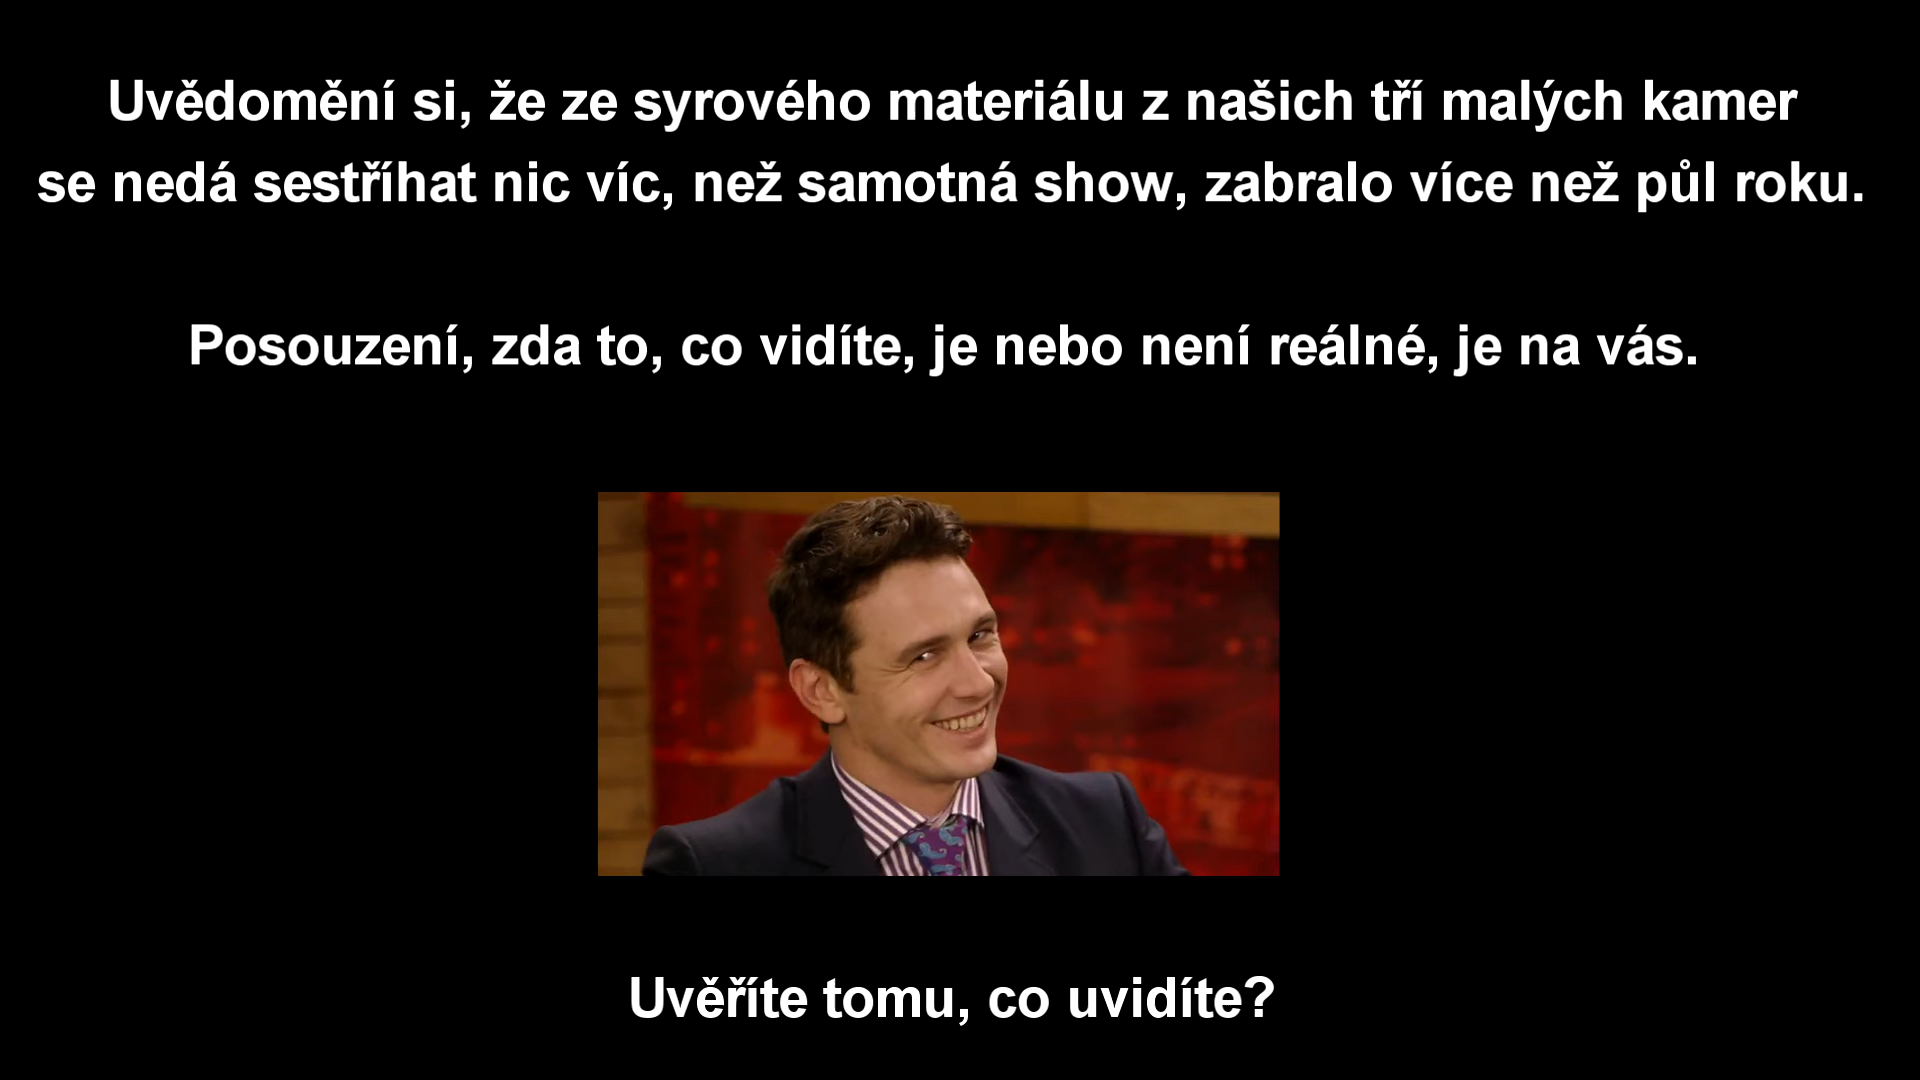 Uvědomění si, že ze syrového materiálu z našich tří malých kamer
se nedá sestříhat nic víc, než samotná show, zabralo více než půl roku.
Posouzení, zda to, co vidíte, je nebo není reálné, je na vás.
Uvěříte tomu, co uvidíte?